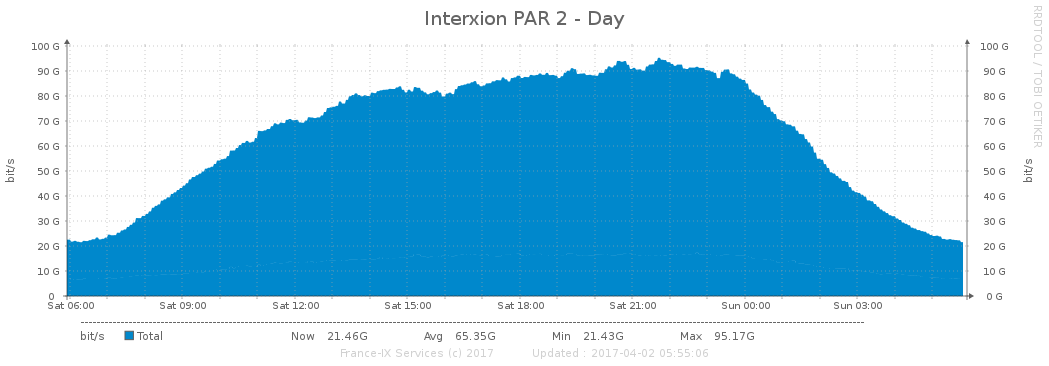 Interxion PAR 2 - Day
RRDTOOL / TOBI OETIKER
bit/s
bit/s
100 G 100 G
90 G 90 G
80 G 80 G
70 G 70 G
60 G 60 G
50 G 50 G
40 G 40 G
30 G 30 G
20 G 20 G
10 G 10 G
0 0 G
Sat 06:00 Sat 09:00 Sat 12:00 Sat 15:00 Sat 18:00 Sat 21:00 Sun 00:00 Sun 03:00
bit/s Total Now 21.46G Avg 65.35G Min 21.43G Max 95.17G
France-IX Services (c) 2017 Updated : 2017-04-02 05:55:06